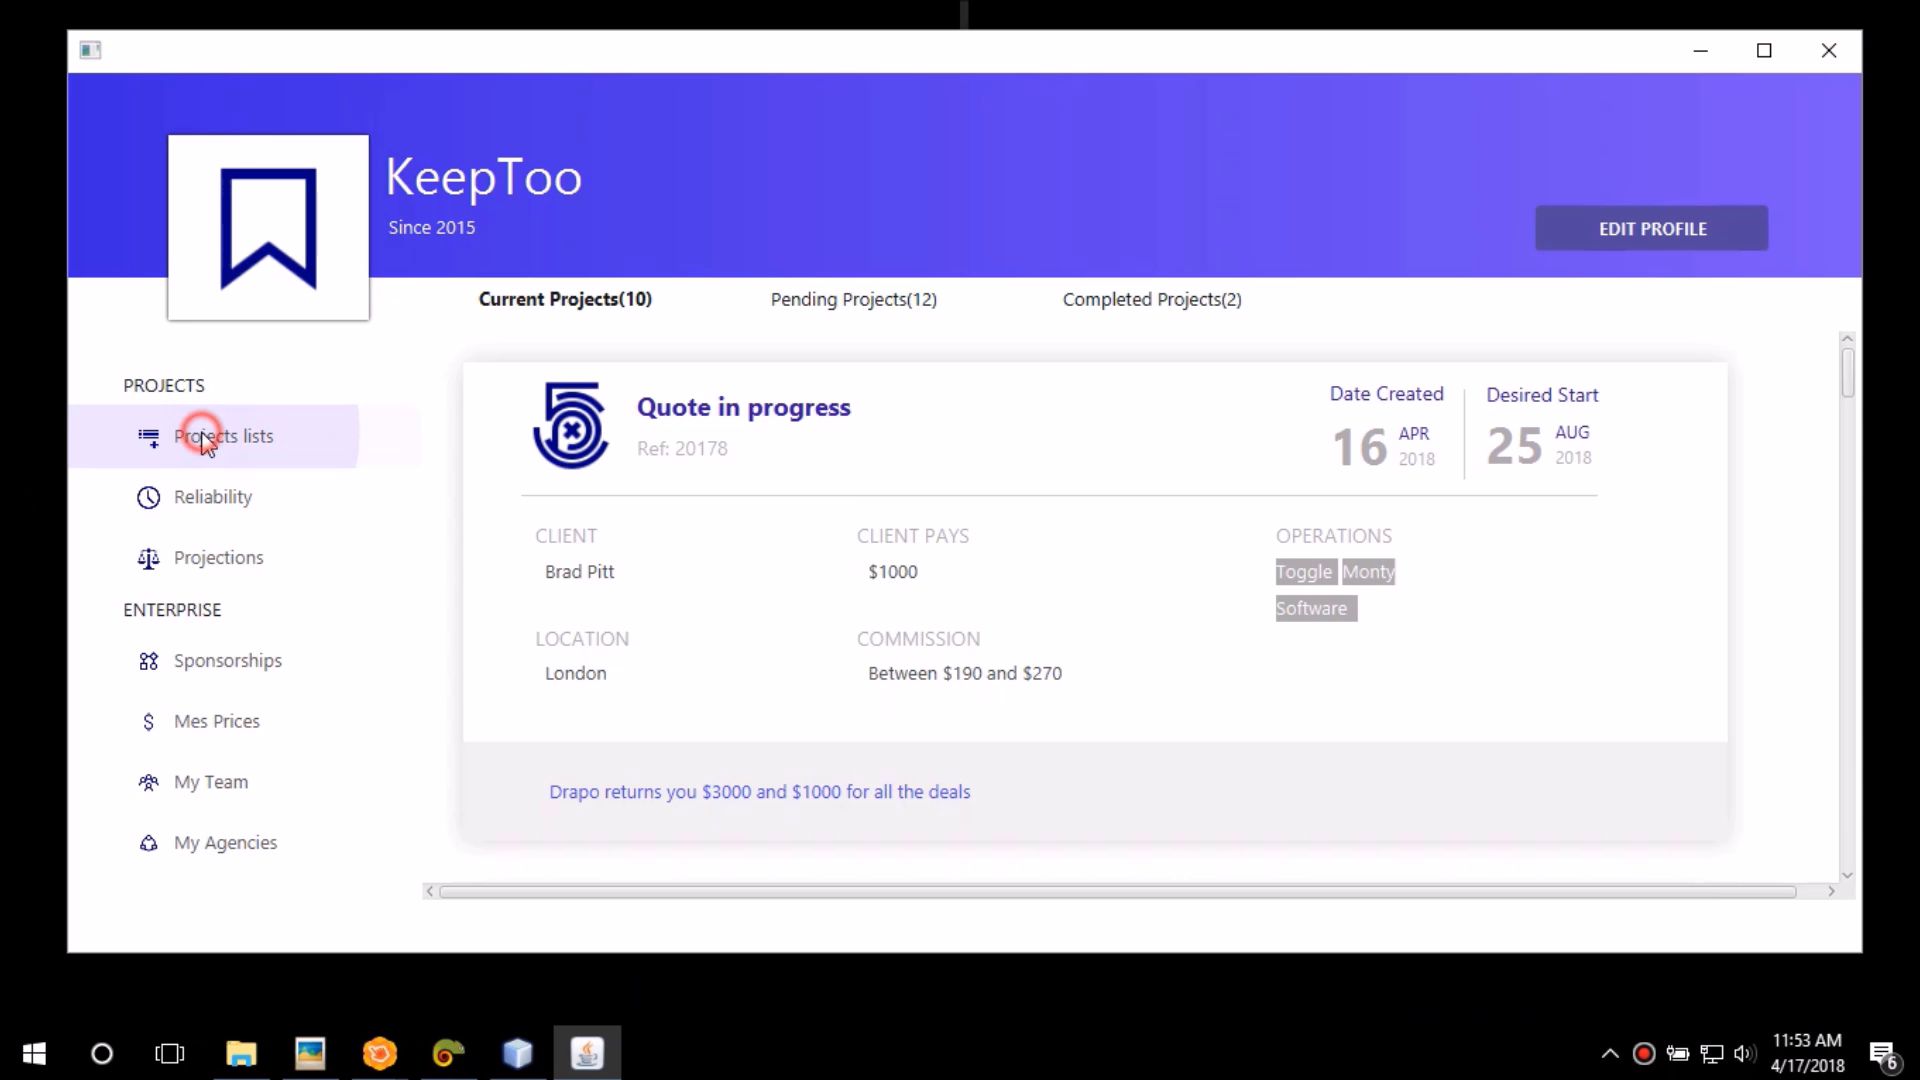 KeepToo
Since 2015
EDIT PROFILE
Current Projects(10)
Pending Projects(12)
Completed Projects(2)
PROJECTS
Projects lists
Reliability
Projections
ENTERPRISE
Sponsorships
Mes Prices
My Team
My Agencies
Quote in progress
Ref: 20178
Date Created
16 APR
2018
Desired Start
25 AUG
2018
CLIENT
Brad Pitt
CLIENT PAYS
$1000
OPERATIONS
Toggle Monty
Software
LOCATION
London
COMMISSION
Between $190 and $270
Drapo returns you $3000 and $1000 for all the deals
11:53 AM
4/17/2018
6